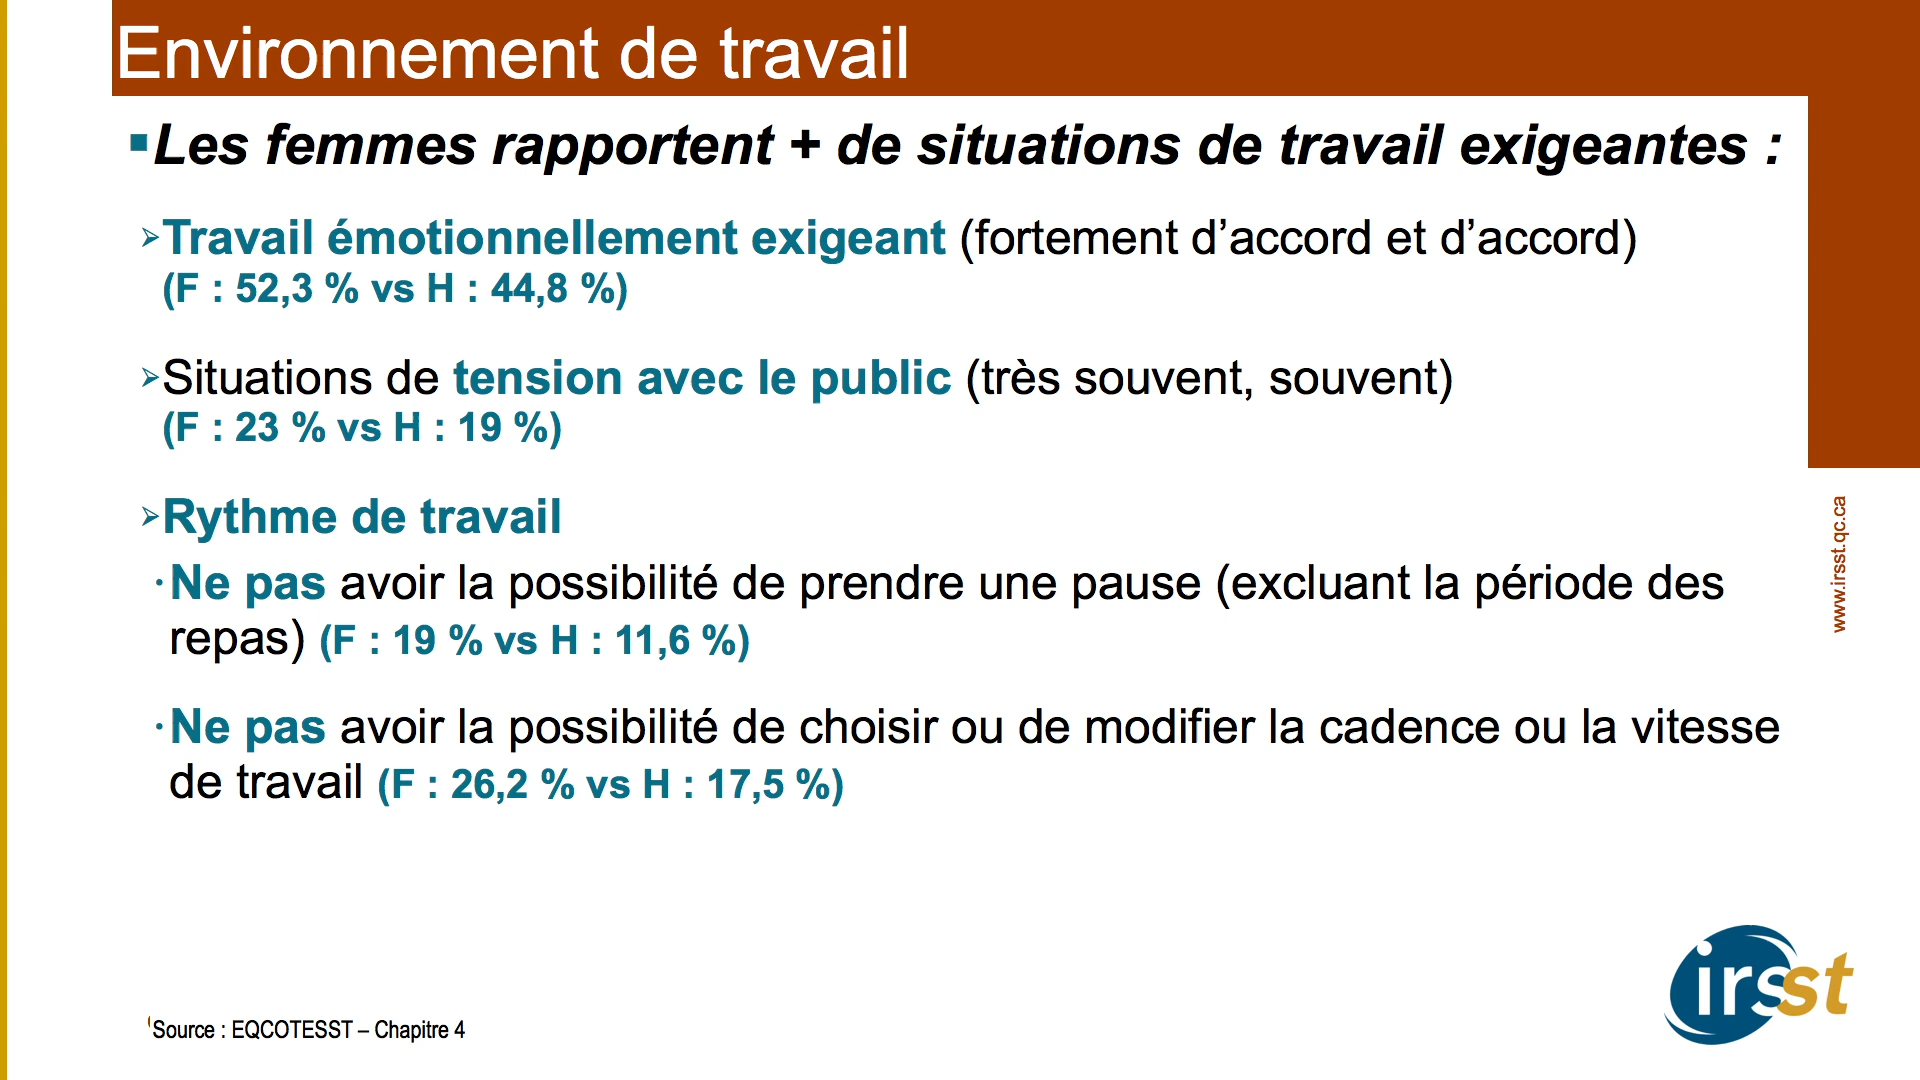 Environnement de travail
▪Les femmes rapportent + de situations de travail exigeantes :
➢Travail émotionnellement exigeant (fortement d’accord et d’accord)
(F : 52,3 % vs H : 44,8 %)
➢Situations de tension avec le public (très souvent, souvent)
(F : 23 % vs H : 19 %)
➢Rythme de travail
·Ne pas avoir la possibilité de prendre une pause (excluant la période des
repas) (F : 19 % vs H : 11,6 %)
·Ne pas avoir la possibilité de choisir ou de modifier la cadence ou la vitesse
de travail (F : 26,2 % vs H : 17,5 %)
www.irsst.qc.ca
irsst
Source : EQCOTESST – Chapitre 4